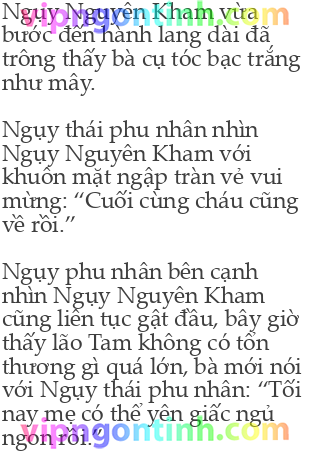 Ngụy Nguyên Kham vừa
bước đến hành lang dài đã
trông thấy bà cụ tóc bạc trắng
như mây.
Ngụy thái phu nhân nhìn
Ngụy Nguyên Kham với
khuôn mặt ngập tràn vẻ vui
mừng: “Cuối cùng cháu cũng
về rồi.”
Ngụy phu nhân bên cạnh
nhìn Ngụy Nguyên Kham
cũng liên tục gật đầu, bây giờ
thấy lão Tam không có tổn
thương gì quá lớn, bà mới nói
với Ngụy thái phu nhân: “Tối
nay mẹ có thể yên giấc ngủ
ngon rồi.”
vipngontinh.com
vipngontinh.com